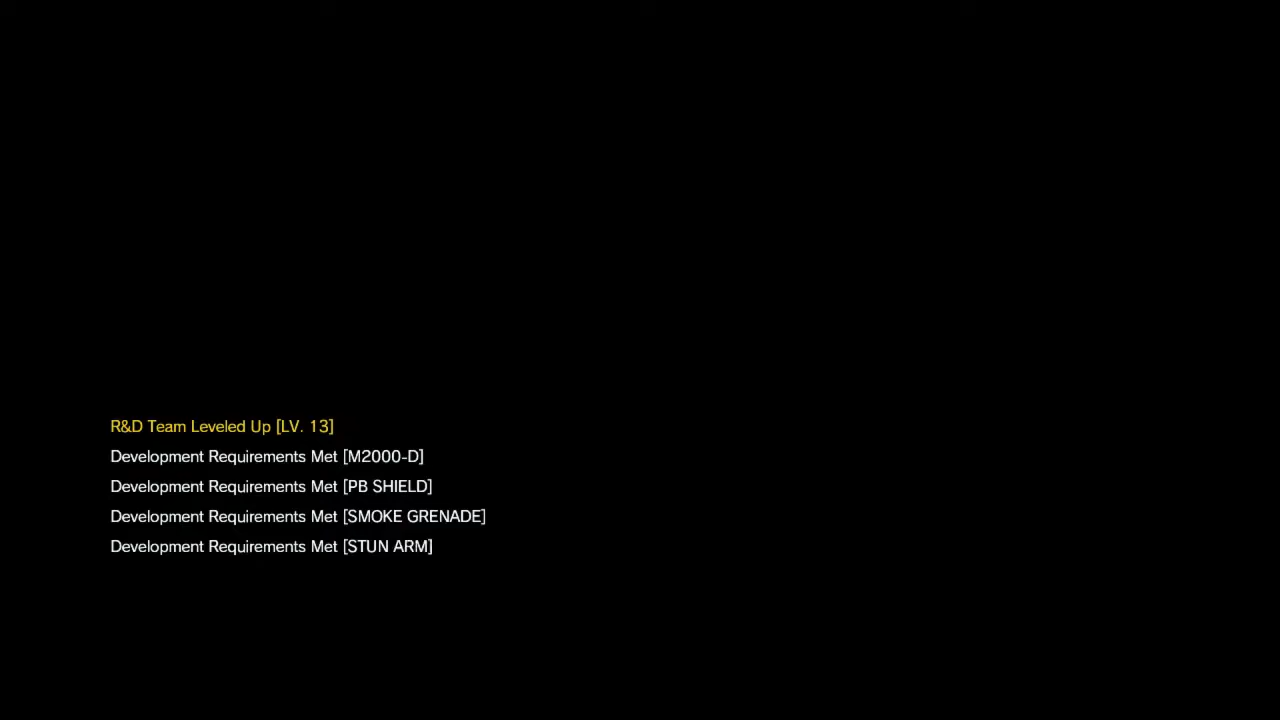 R&D Team Leveled Up [LV. 13]
Development Requirements Met [M2000-D]
Development Requirements Met [PB SHIELD]
Development Requirements Met [SMOKE GRENADE]
Development Requirements Met [STUN ARM]